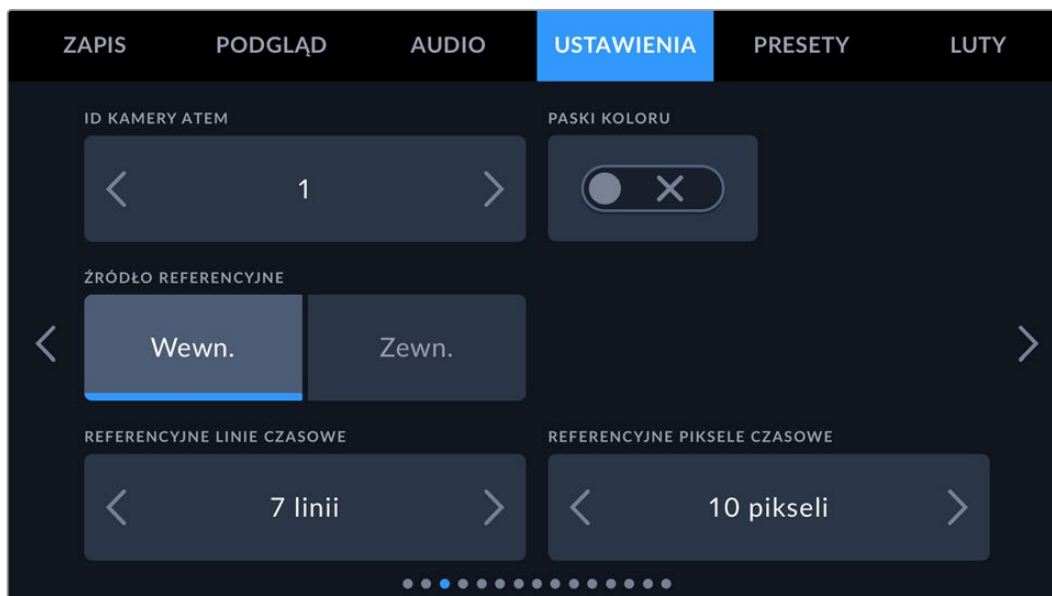 ZAPIS PODGLĄD AUDIO USTAWIENIA PRESETY LUTY
ID KAMERY ATEM PASKI KOLORU
1
ŹRÓDŁO REFERENCYJNE
Wewn. Zewn.
REFERENCYJNE LINIE CZASOWE REFERENCYJNE PIKSELE CZASOWE
7 linii 10 pikseli